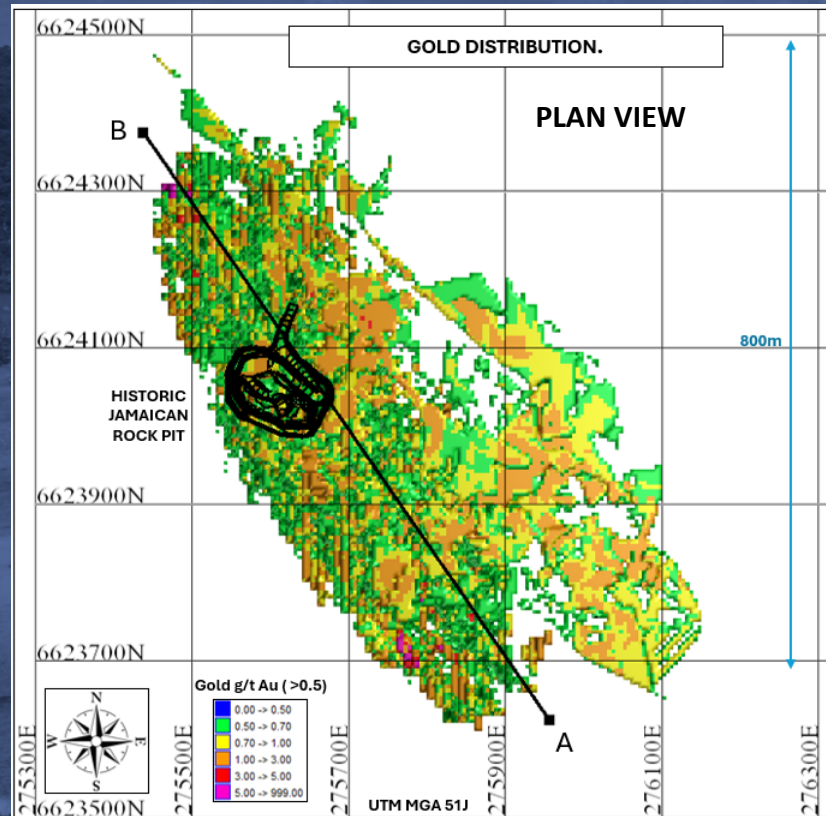 6624500N
GOLD DISTRIBUTION.
PLAN VIEW
B
6624300N
6624100N
800m
HISTORIC
JAMAICAN
ROCK PIT
6623900N
6623700N
Gold g/t Au ( >0.5)
0.00 -> 0.50
0.50 -> 0.70
0.70 -> 1.00
1.00 -> 3.00
3.00 -> 5.00
5.00 -> 999.00
N
W
E
S
A
275300E
275500E
275700E
275900E
276100E
276300E
6623500N
UTM MGA 51J